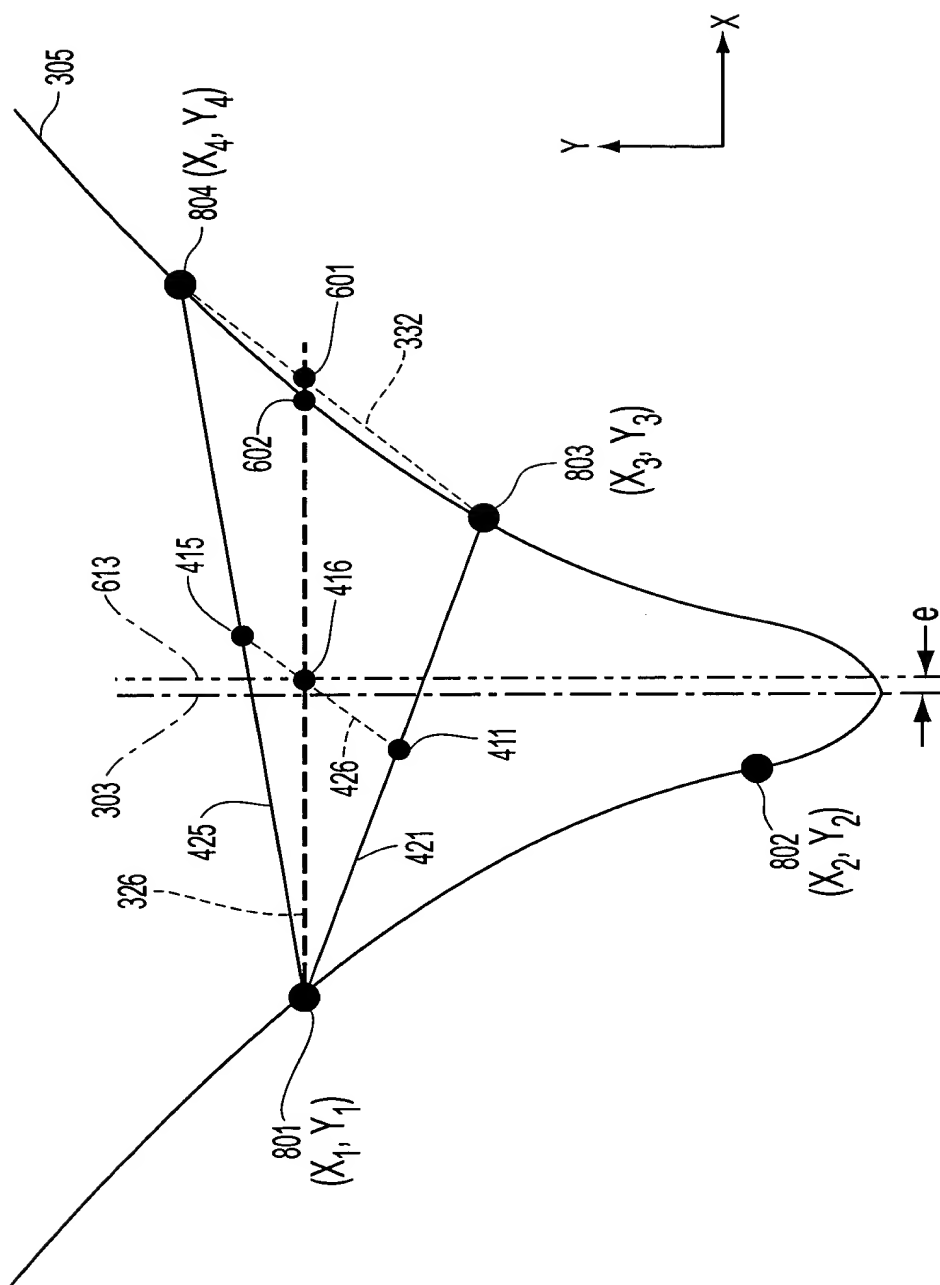 305
804 (X4, Y4)
Y
X
601
332
602
803
(X3, Y3)
415
613
416
303
e
426
411
425
421
326
802
(X2, Y2)
801
(X1, Y1)